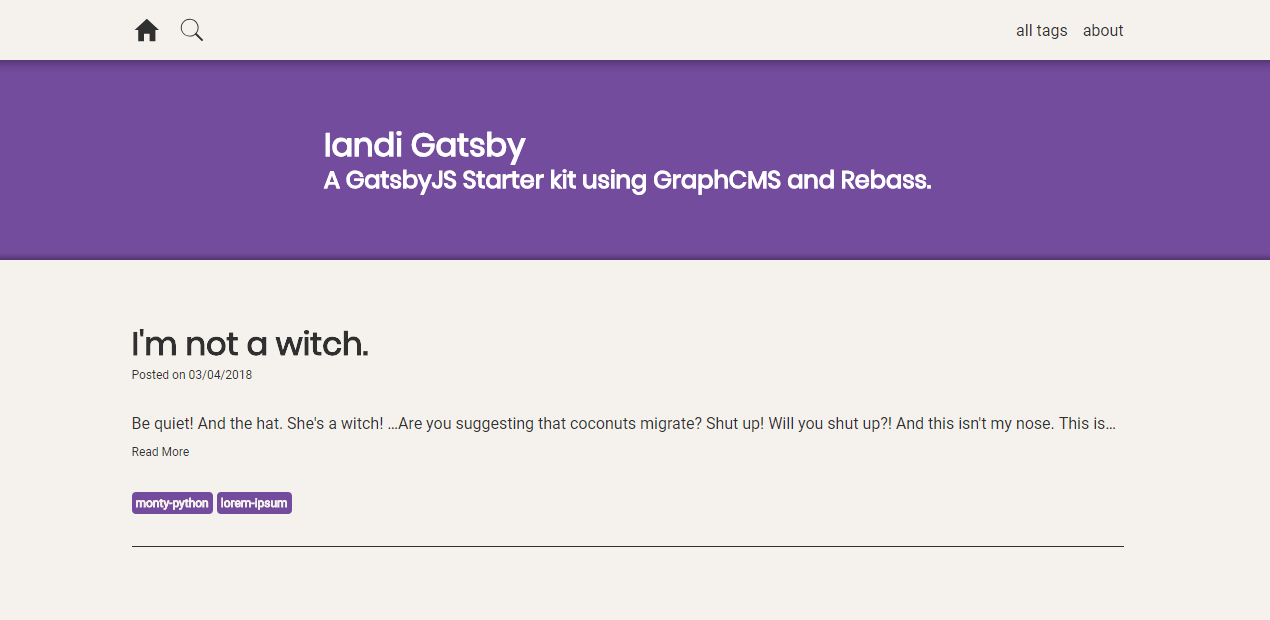 all tags about
Iandi Gatsby
A GatsbyJS Starter kit using GraphCMS and Rebass.
I'm not a witch.
Posted on 03/04/2018
Be quiet! And the hat. She's a witch! …Are you suggesting that coconuts migrate? Shut up! Will you shut up?! And this isn't my nose. This is…
Read More
monty-python lorem-ipsum